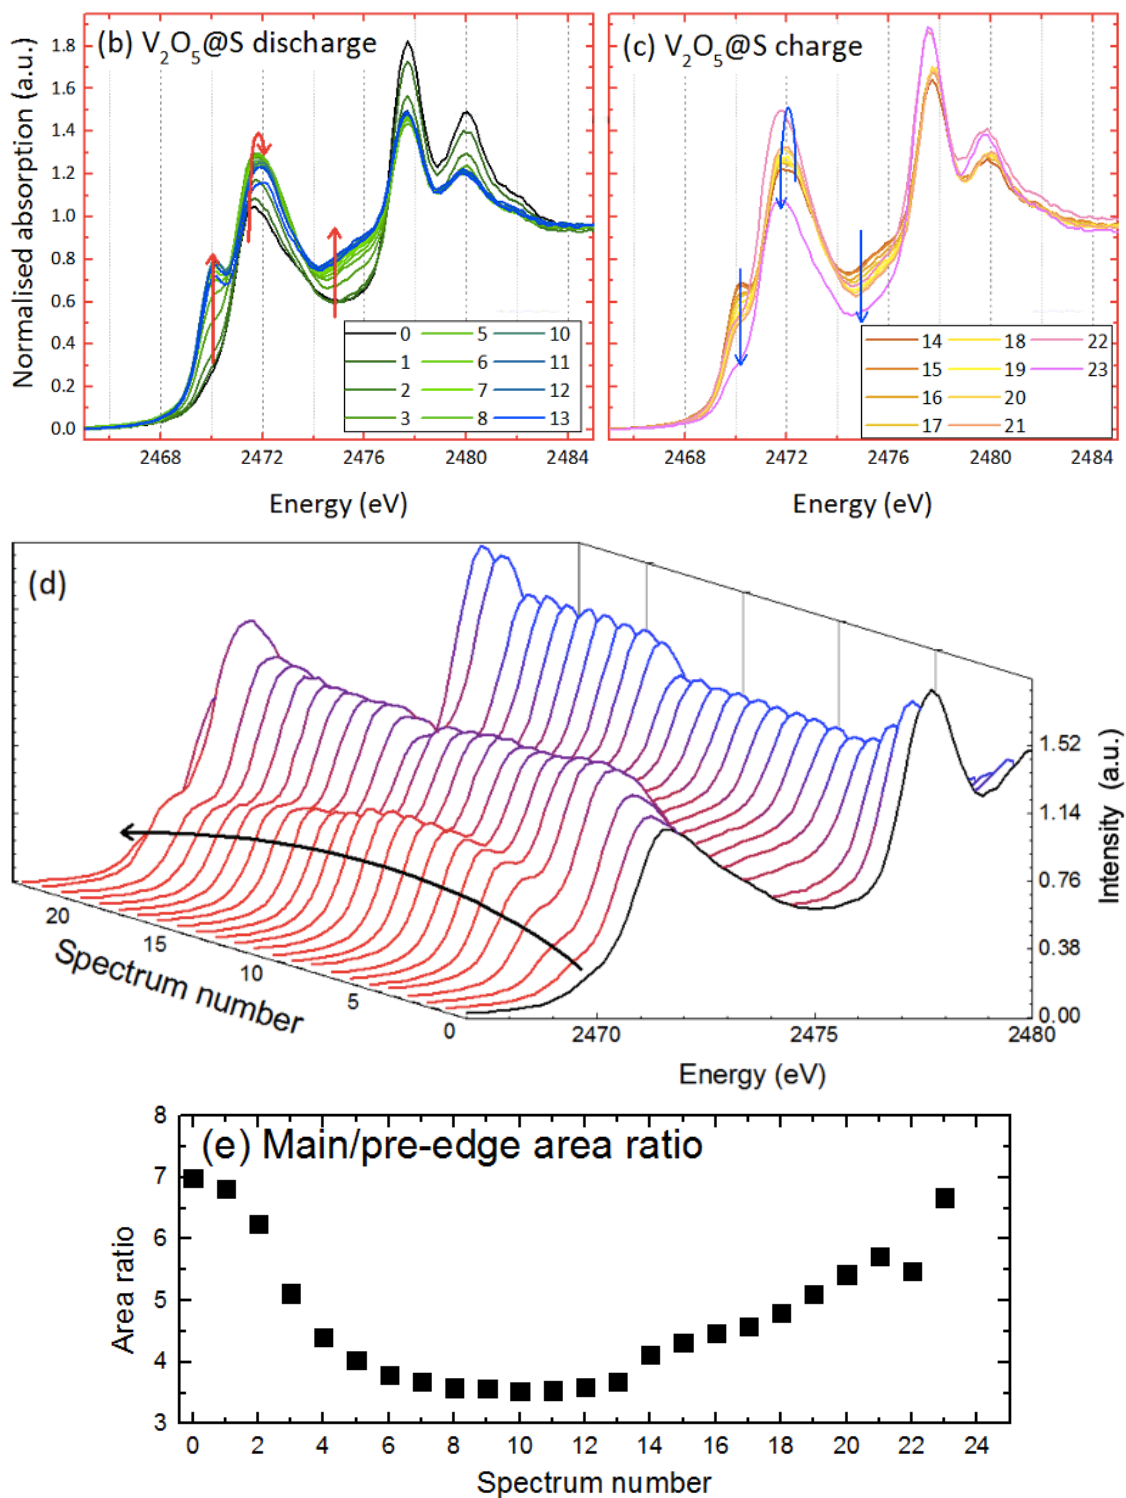 (b) V2O5@S discharge
Normalised absorption (a.u.)
1.8
1.6
1.4
1.2
1.0
0.8
0.6
0.4
0.2
0.0
0 5 10
1 6 11
2 7 12
3 8 13
2468 2472 2476 2480 2484
Energy (eV)
(c) V2O5@S charge
14 18 22
15 19 23
16 20
17 21
2468 2472 2476 2480 2484
Energy (eV)
(d)
1.52
1.14
0.76
0.38
0.00
Intensity (a.u.)
20
15
10
5
0
Spectrum number
2470 2475 2480
Energy (eV)
(e) Main/pre-edge area ratio
8
7
6
5
4
3
Area ratio
0 2 4 6 8 10 12 14 16 18 20 22 24
Spectrum number